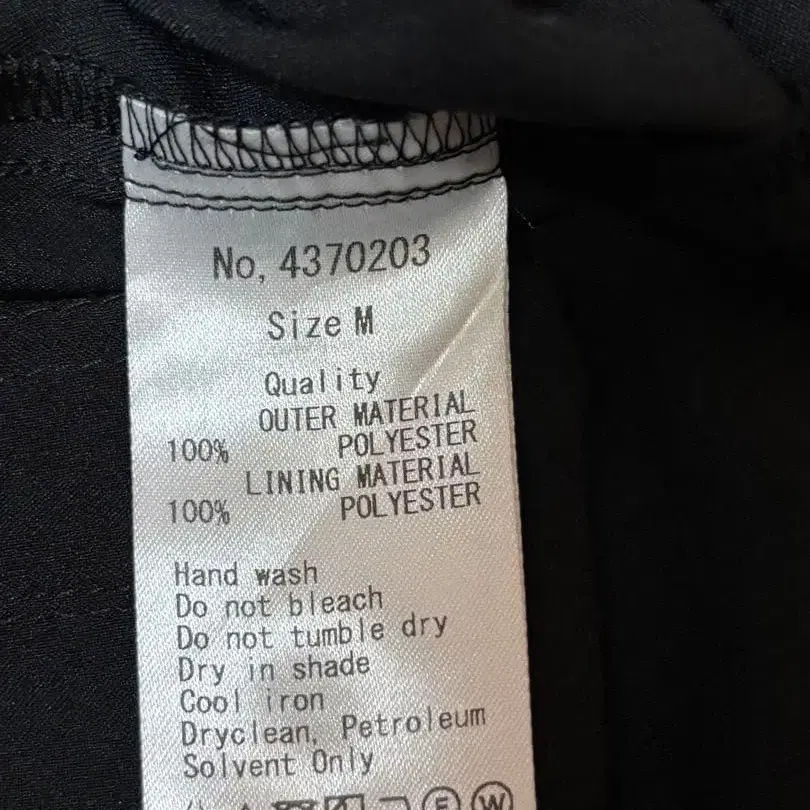 No, 4370203
Size M
Quality
OUTER MATERIAL
100% POLYESTER
LINING MATERIAL
100% POLYESTER
Hand wash
Do not bleach
Do not tumble dry
Dry in shade
Cool iron
Dryclean, Petroleum
Solvent Only
F W